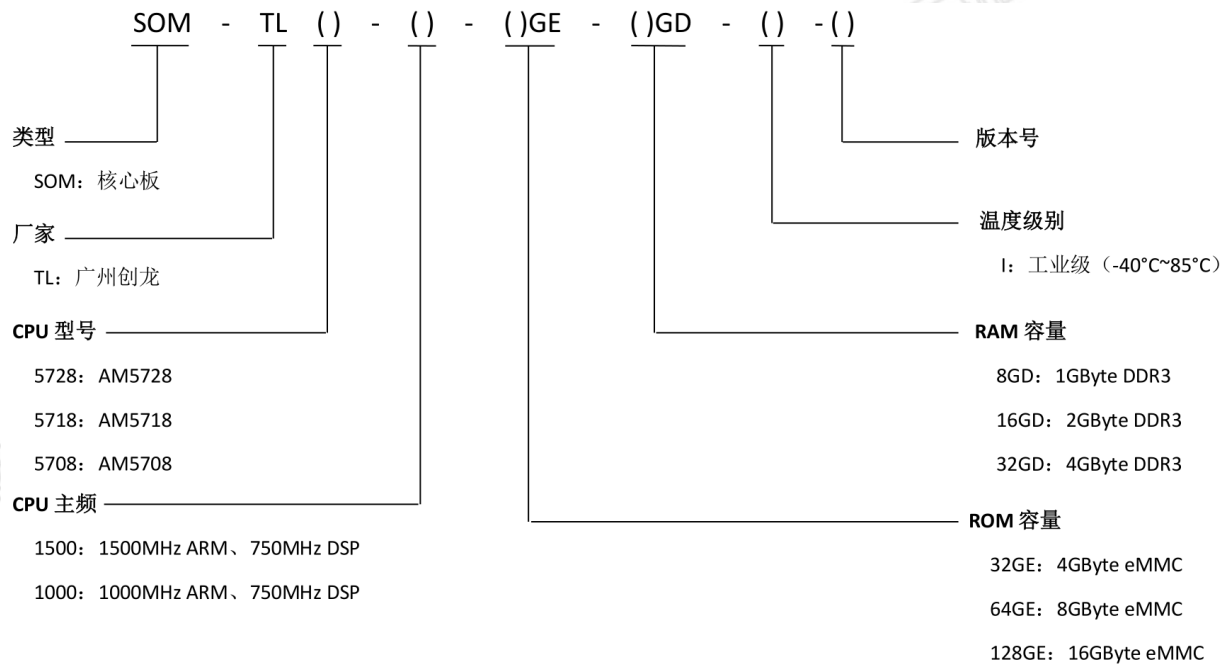 SOM - TL () - () - ()GE - ()GD - () - ()
类型
SOM：核心板
厂家
TL：广州创龙
CPU 型号
5728：AM5728
5718：AM5718
5708：AM5708
CPU 主频
1500：1500MHz ARM、750MHz DSP
1000：1000MHz ARM、750MHz DSP
版本号
温度级别
I：工业级（-40°C~85°C）
RAM 容量
8GD：1GByte DDR3
16GD：2GByte DDR3
32GD：4GByte DDR3
ROM 容量
32GE：4GByte eMMC
64GE：8GByte eMMC
128GE：16GByte eMMC